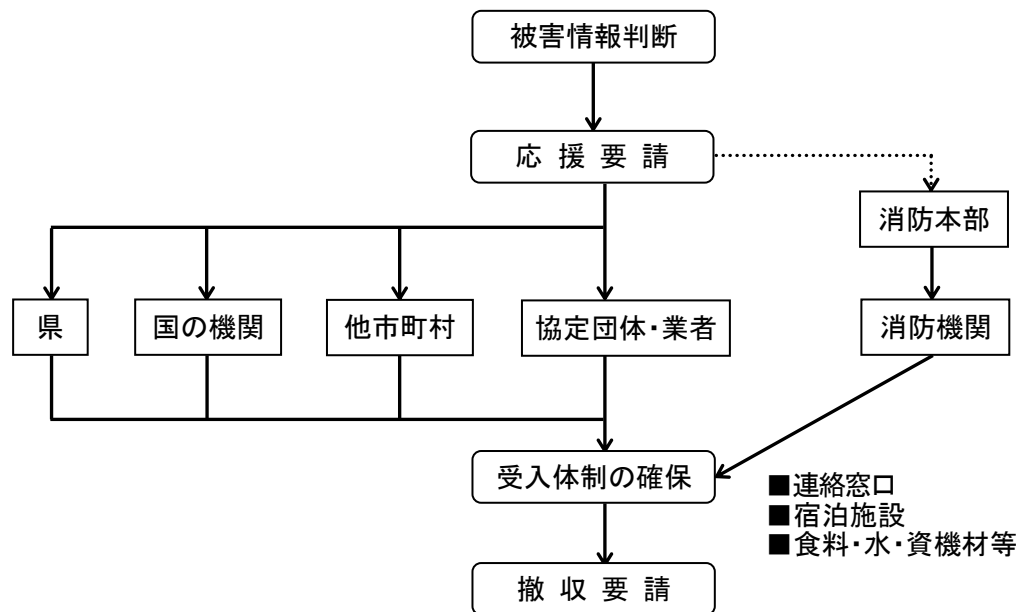 被害情報判断
応 援 要 請
消防本部
県
国の機関
他市町村
協定団体・業者
消防機関
受入体制の確保
■連絡窓口
■宿泊施設
■食料・水・資機材等
撤 収 要 請